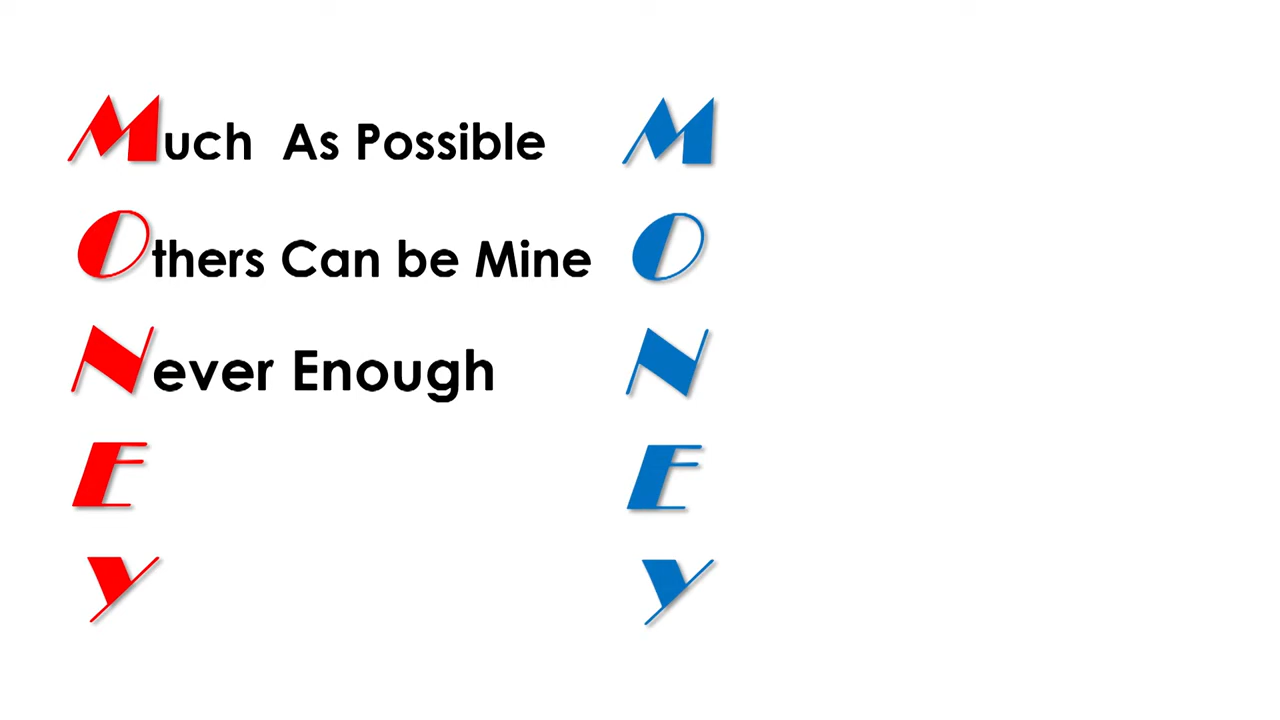 Much As Possible
Others Can be Mine
Never Enough
E
Y
M
O
N
E
Y